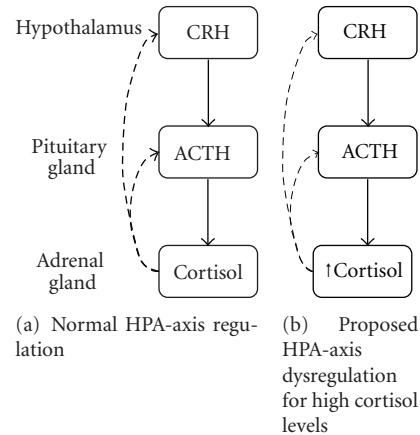 Hypothalamus
CRH
CRH
Pituitary
gland
ACTH
ACTH
Adrenal
gland
Cortisol
↑Cortisol
(a) Normal HPA-axis regu-
lation
(b) Proposed
HPA-axis
dysregulation
for high cortisol
levels